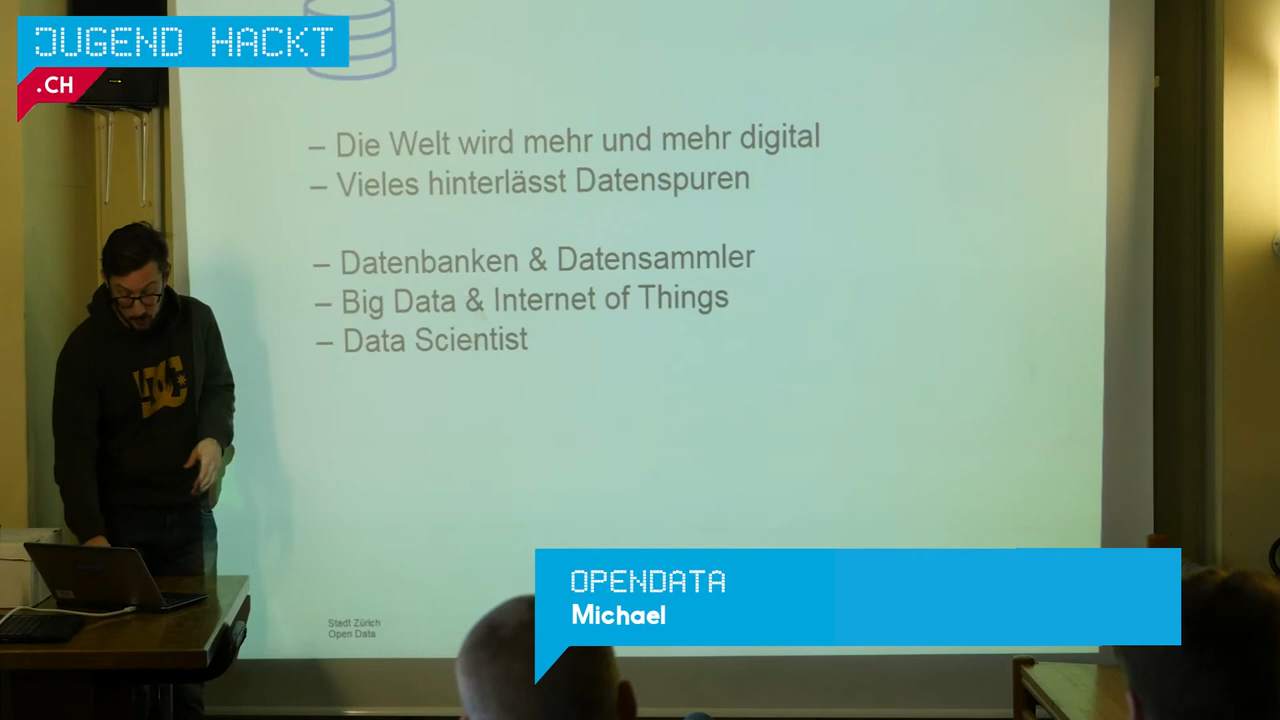 JUGEND HACKT
.CH
– Die Welt wird mehr und mehr digital
– Vieles hinterlässt Datenspuren
– Datenbanken & Datensammler
– Big Data & Internet of Things
– Data Scientist
DC
Stadt Zürich
Open Data
OPENDATA
Michael